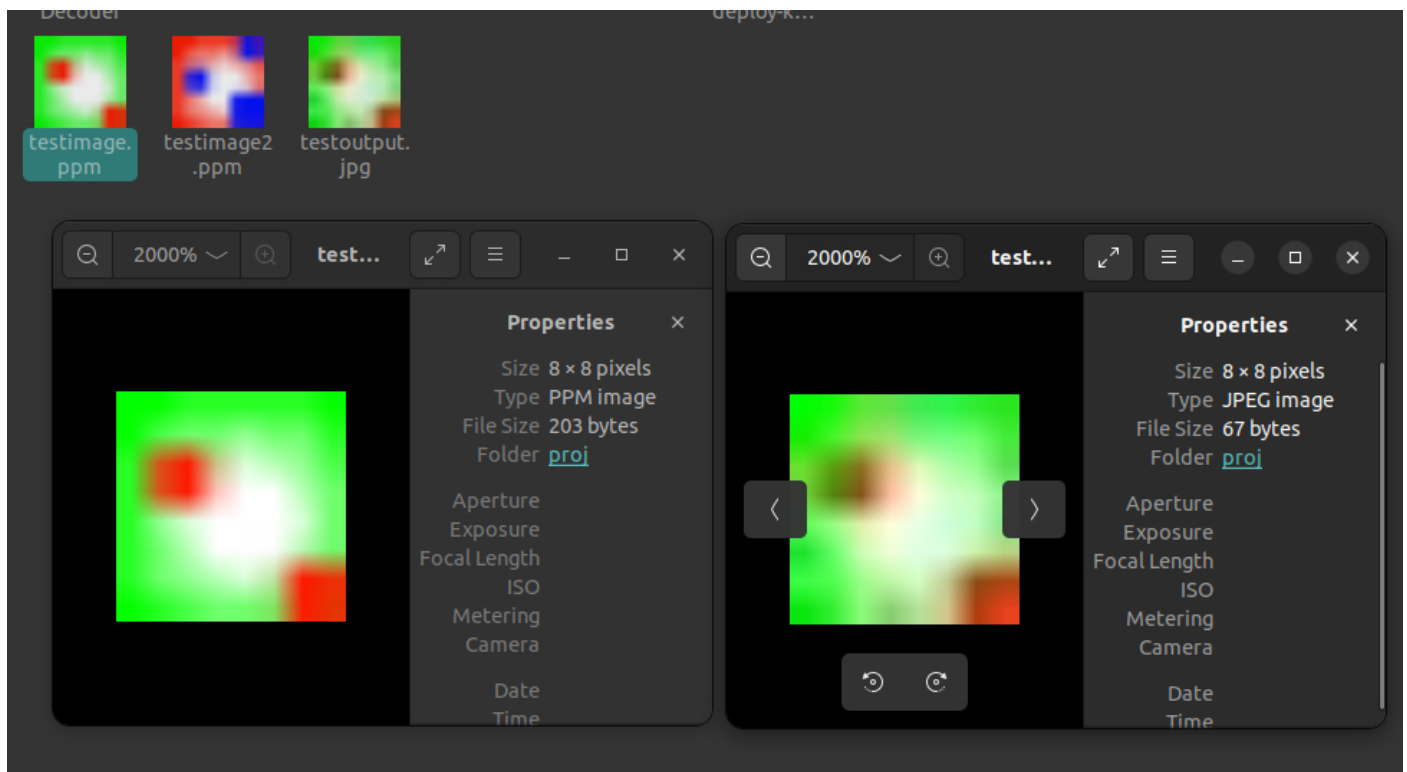 Decoder
deploy-k…
testimage.
ppm
testimage2
.ppm
testoutput.
jpg
2000%
test...
Properties
Size 8 × 8 pixels
Type PPM image
File Size 203 bytes
Folder proj
Aperture
Exposure
Focal Length
ISO
Metering
Camera
Date
Time
2000%
test...
Properties
Size 8 × 8 pixels
Type JPEG image
File Size 67 bytes
Folder proj
Aperture
Exposure
Focal Length
ISO
Metering
Camera
Date
Time